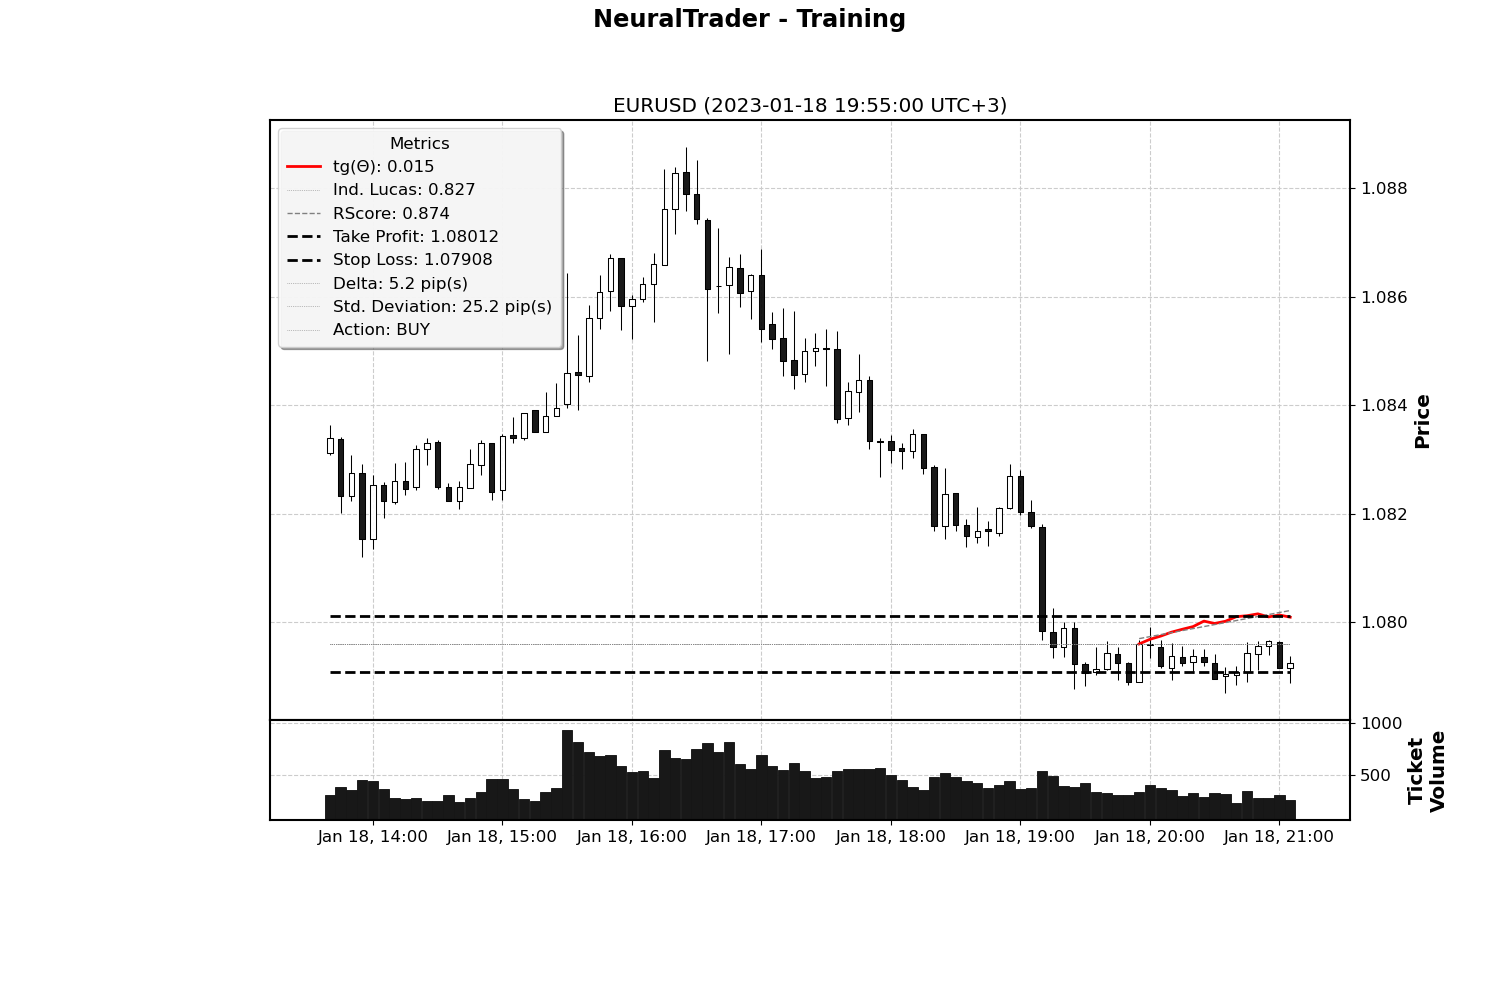 NeuralTrader - Training
EURUSD (2023-01-18 19:55:00 UTC+3)
Metrics
tg(Θ): 0.015
Ind. Lucas: 0.827
RScore: 0.874
Take Profit: 1.08012
Stop Loss: 1.07908
Delta: 5.2 pip(s)
Std. Deviation: 25.2 pip(s)
Action: BUY
1.088
1.086
1.084
1.082
1.080
Price
1000
500
Ticket
Volume
Jan 18, 14:00
Jan 18, 15:00
Jan 18, 16:00
Jan 18, 17:00
Jan 18, 18:00
Jan 18, 19:00
Jan 18, 20:00
Jan 18, 21:00